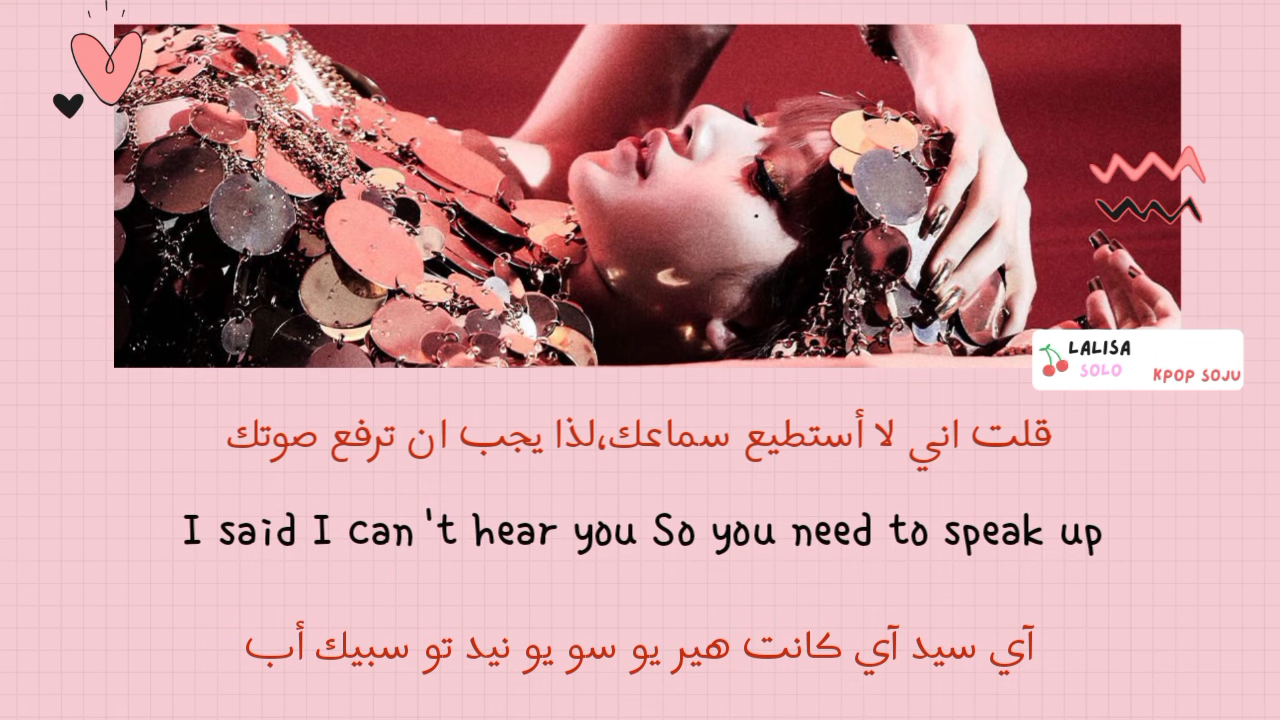 LALISA
SOLO
KPOP SOJU
قلت اني لا أستطيع سماعك،لذا يجب ان ترفع صوتك
I said I can't hear you So you need to speak up
آي سيد آي كانت هير يو سو يو نيد تو سبيك أب